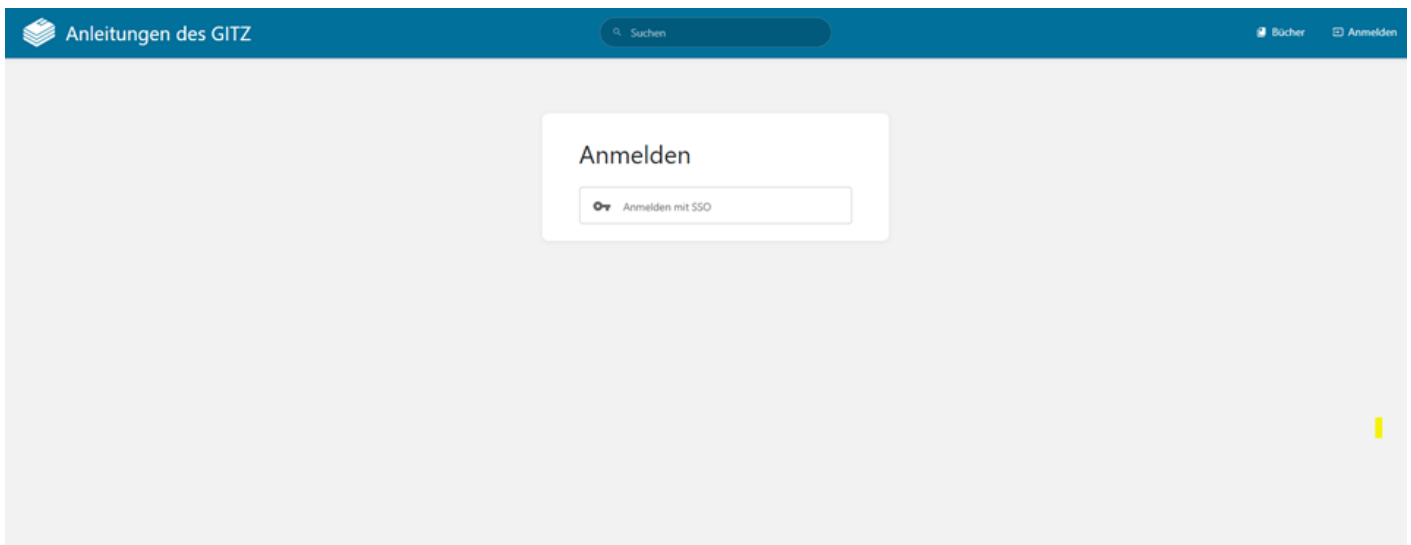 Anleitungen des GITZ
Suchen
Bücher
Anmelden
Anmelden
Anmelden mit SSO